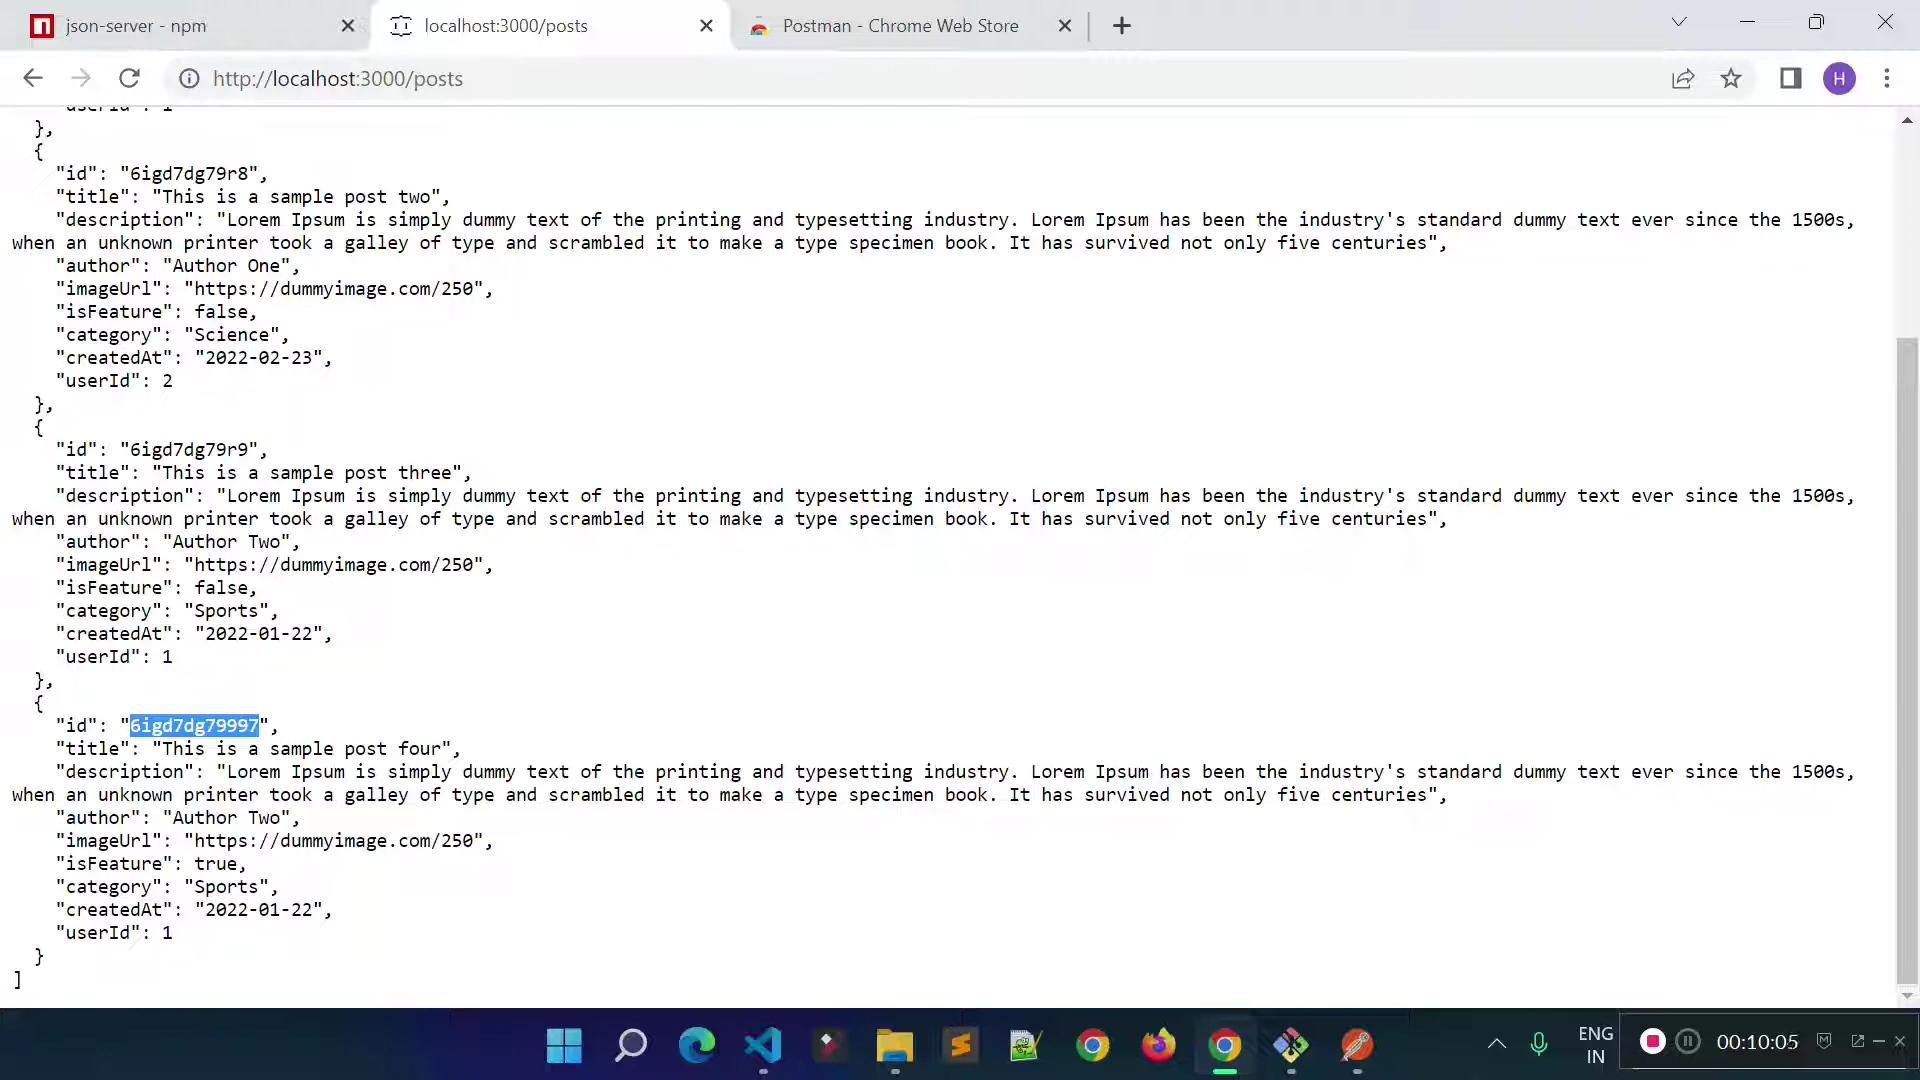 json-server - npm
localhost:3000/posts
Postman - Chrome Web Store
http://localhost:3000/posts
H
"userId": 1
},
{
"id": "6igd7dg79r8",
"title": "This is a sample post two",
"description": "Lorem Ipsum is simply dummy text of the printing and typesetting industry. Lorem Ipsum has been the industry's standard dummy text ever since the 1500s,
when an unknown printer took a galley of type and scrambled it to make a type specimen book. It has survived not only five centuries",
"author": "Author One",
"imageUrl": "https://dummyimage.com/250",
"isFeature": false,
"category": "Science",
"createdAt": "2022-02-23",
"userId": 2
},
{
"id": "6igd7dg79r9",
"title": "This is a sample post three",
"description": "Lorem Ipsum is simply dummy text of the printing and typesetting industry. Lorem Ipsum has been the industry's standard dummy text ever since the 1500s,
when an unknown printer took a galley of type and scrambled it to make a type specimen book. It has survived not only five centuries",
"author": "Author Two",
"imageUrl": "https://dummyimage.com/250",
"isFeature": false,
"category": "Sports",
"createdAt": "2022-01-22",
"userId": 1
},
{
"id": "6igd7dg79997",
"title": "This is a sample post four",
"description": "Lorem Ipsum is simply dummy text of the printing and typesetting industry. Lorem Ipsum has been the industry's standard dummy text ever since the 1500s,
when an unknown printer took a galley of type and scrambled it to make a type specimen book. It has survived not only five centuries",
"author": "Author Two",
"imageUrl": "https://dummyimage.com/250",
"isFeature": true,
"category": "Sports",
"createdAt": "2022-01-22",
"userId": 1
}
]
ENG
IN
00:10:05